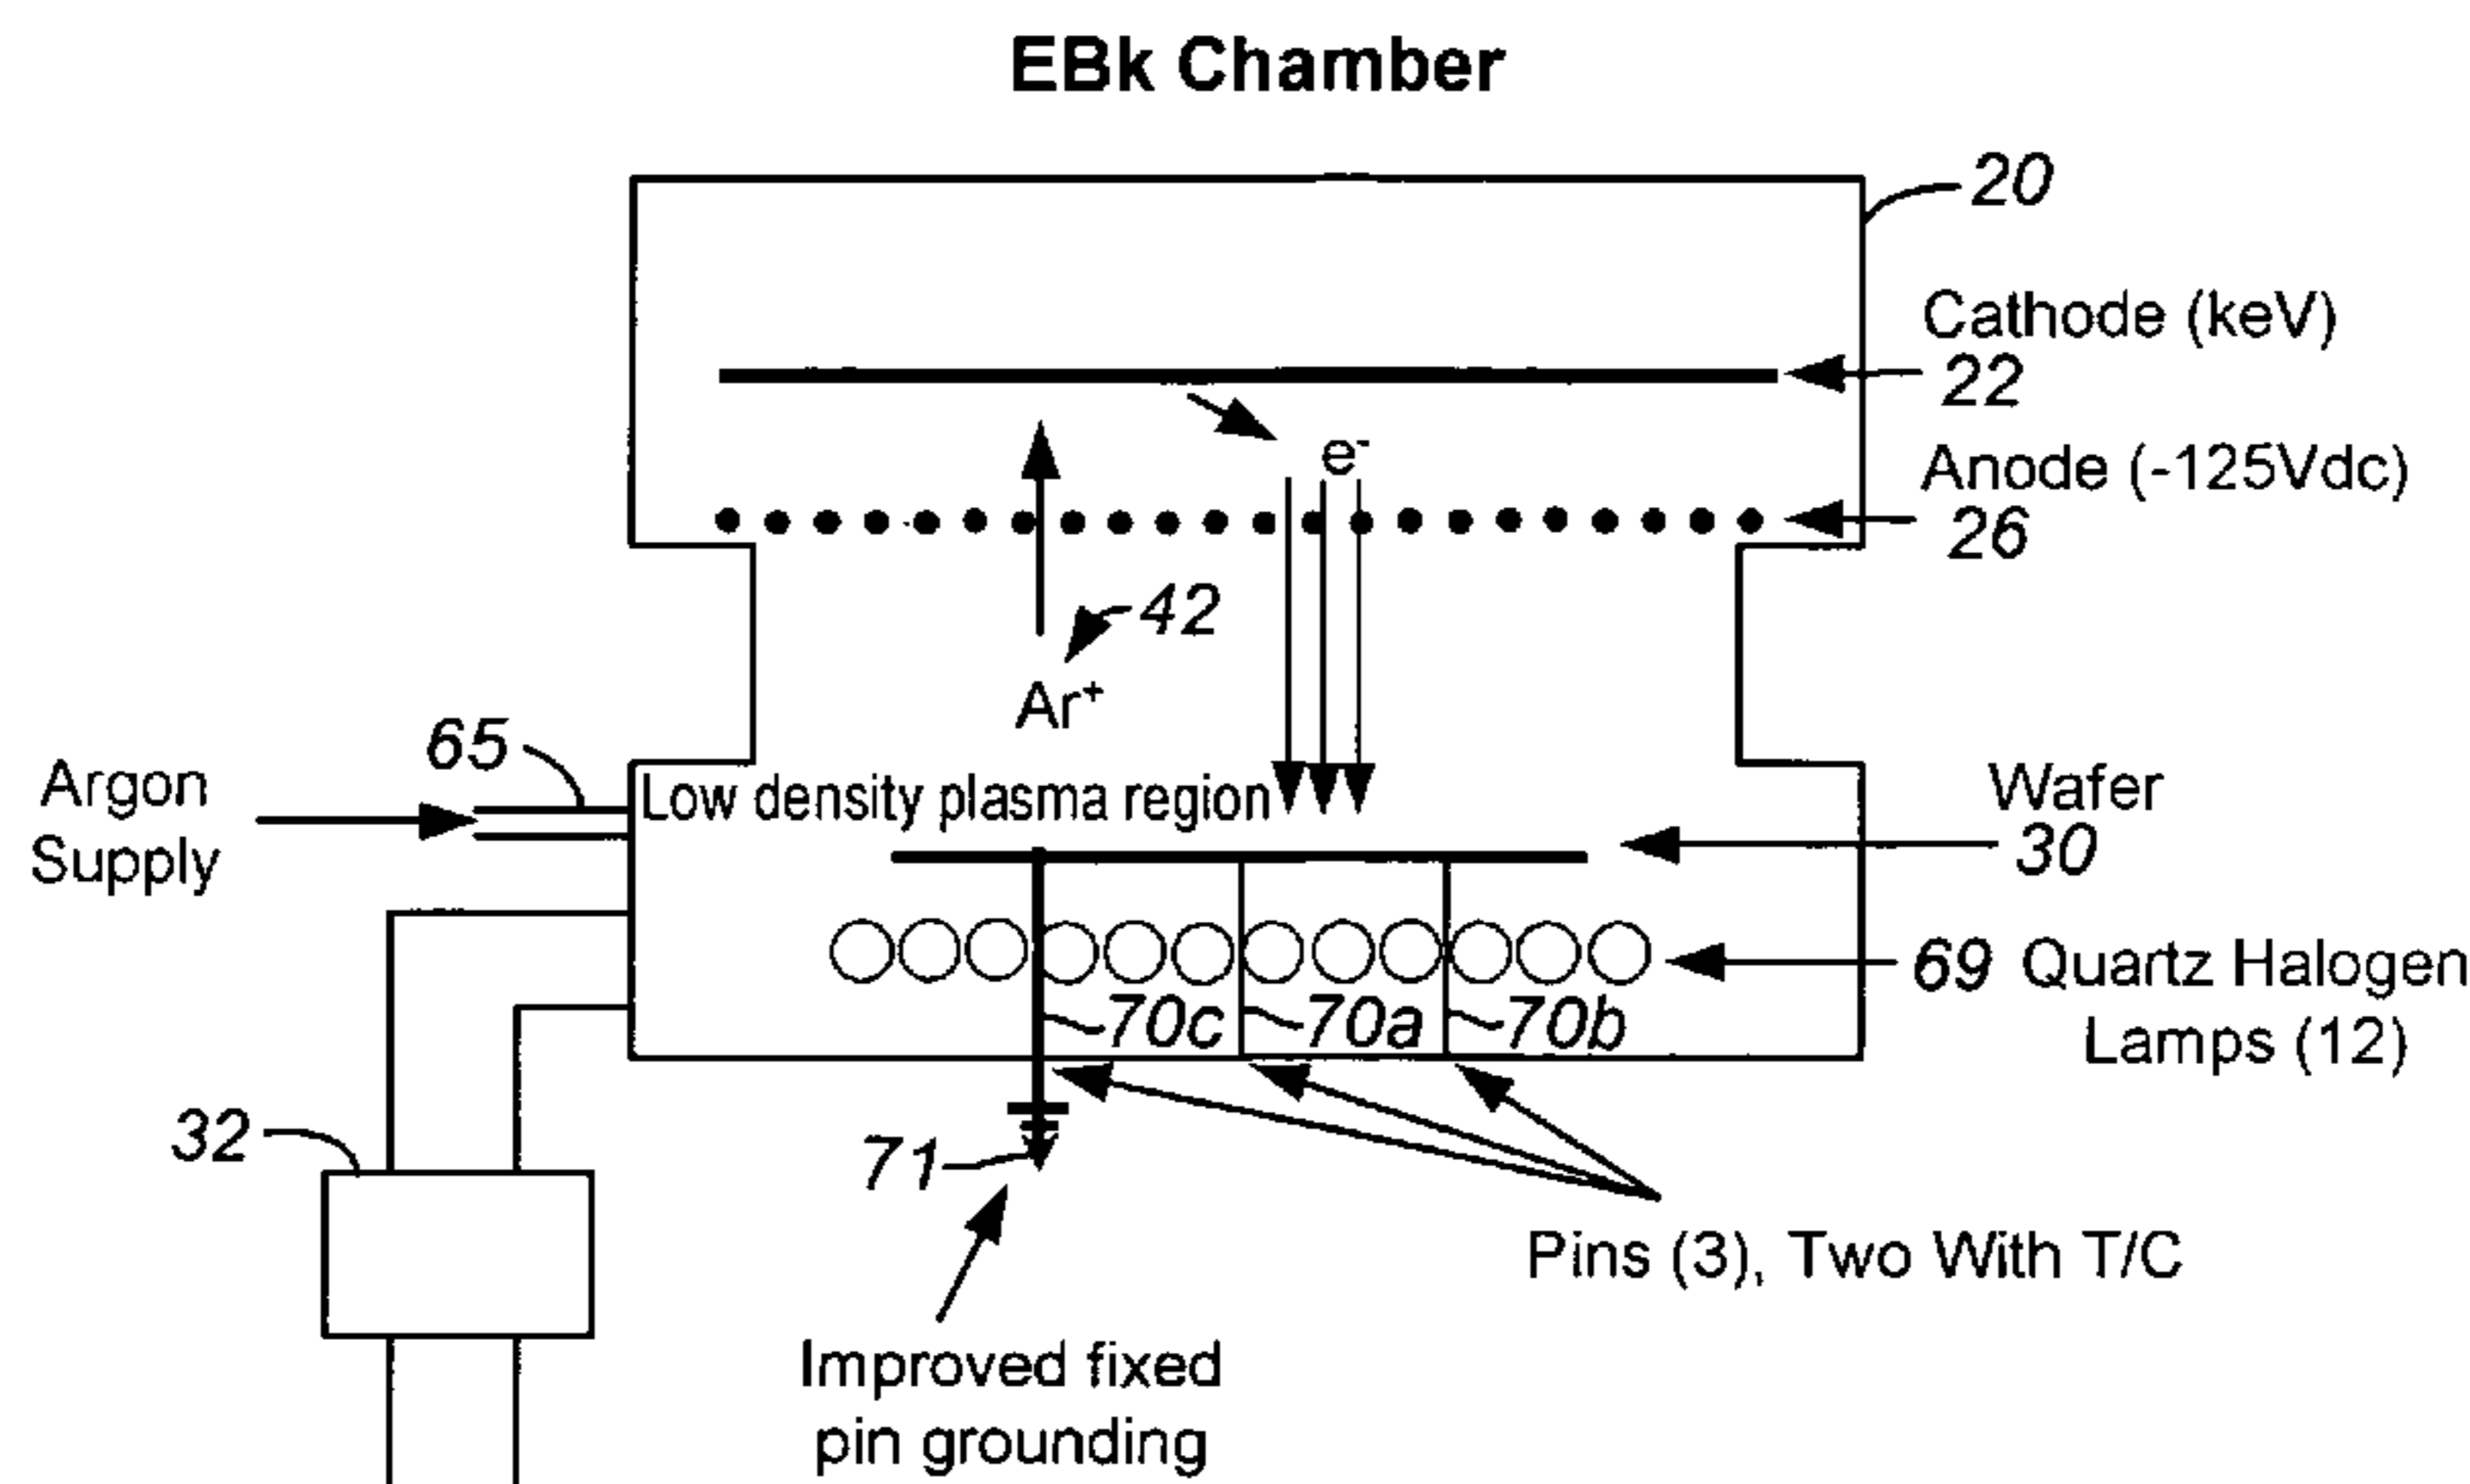 EBk Chamber
20
Cathode (keV)
22
e-
Anode (-125Vdc)
26
42
Ar+
65
Argon
Supply
Low density plasma region
Wafer
30
69 Quartz Halogen
Lamps (12)
70c
70a
70b
32
71
Pins (3), Two With T/C
Improved fixed
pin grounding